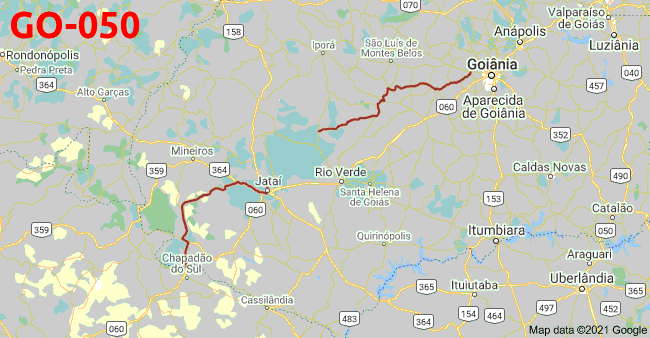 GO-050
158
Valparaíso
de Goiás
Anápolis
Luziânia
Iporá
São Luís de
Montes Belos
Rondonópolis
Pedra Preta
364
Alto Garças
070
Goiânia
040
060
Aparecida
de Goiânia
352
Mineiros
359
364
Jataí
Rio Verde
Santa Helena
de Goiás
Caldas Novas
490
153
060
Catalão
359
050
Quirinópolis
Itumbiara
Chapadão
do Sul
Araguari
Ituiutaba
Uberlândia
365
365
Cassilândia
060
483
364
464
154
464
452
365
Map data ©2021 Google